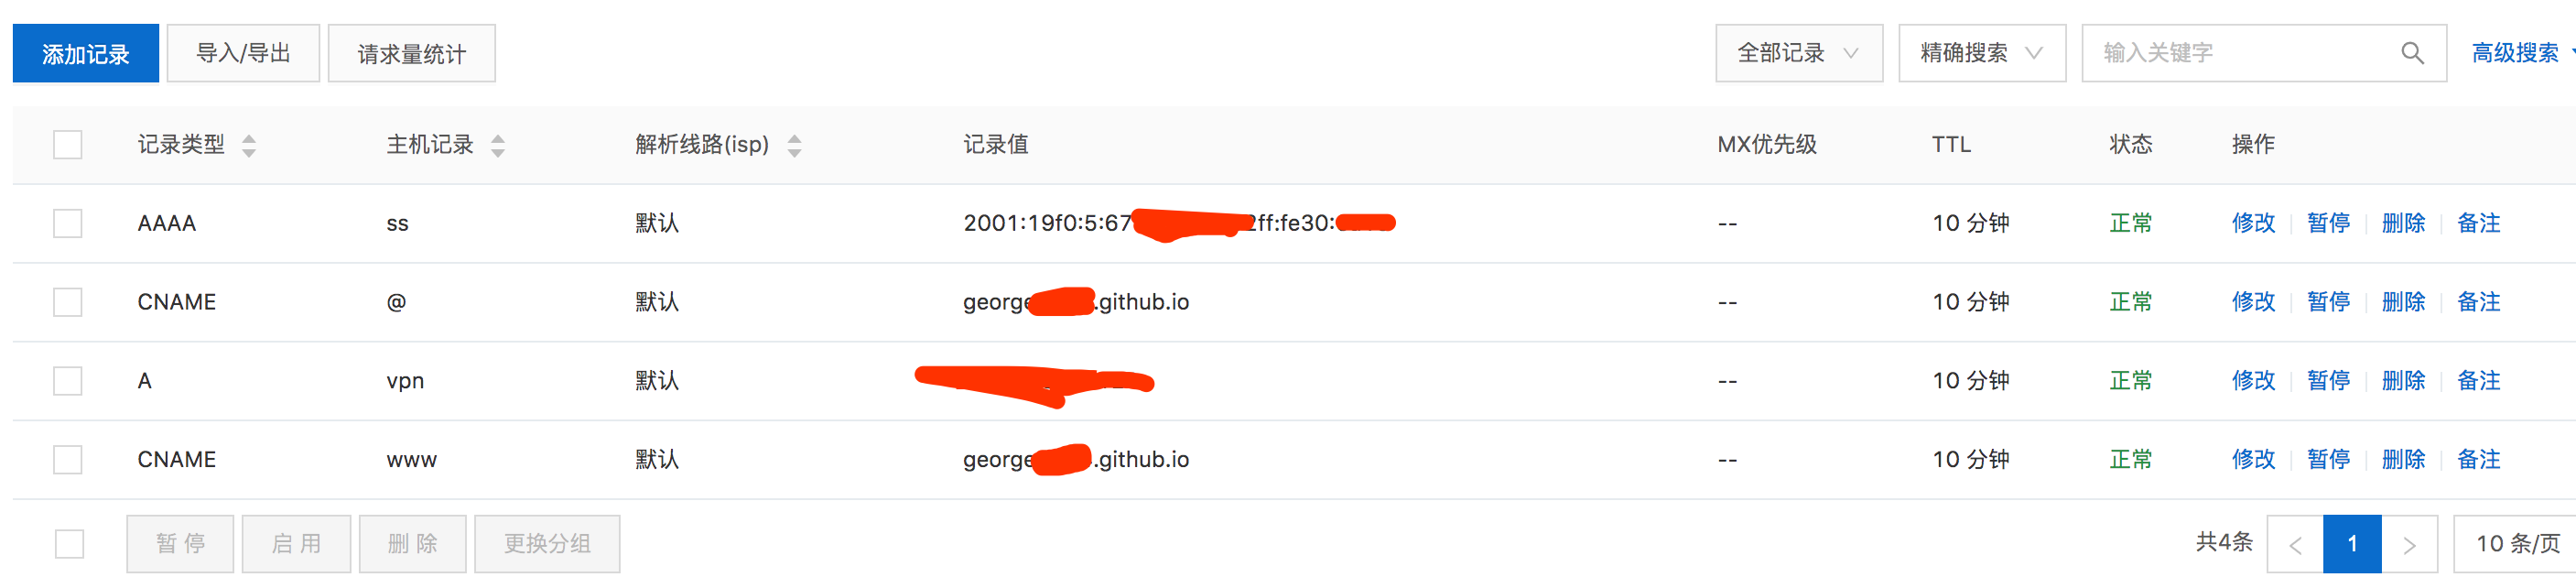 添加记录 导入/导出 请求量统计 全部记录 精确搜索 输入关键字 高级搜索
记录类型 主机记录 解析线路(isp) 记录值 MX优先级 TTL 状态 操作
AAAA ss 默认 2001:19f0:5:67 2ff:fe30: -- 10 分钟 正常 修改 暂停 删除 备注
CNAME @ 默认 george .github.io -- 10 分钟 正常 修改 暂停 删除 备注
A vpn 默认 -- 10 分钟 正常 修改 暂停 删除 备注
CNAME www 默认 george .github.io -- 10 分钟 正常 修改 暂停 删除 备注
暂 停 启 用 删 除 更换分组 共4条 < 1 > 10 条/页